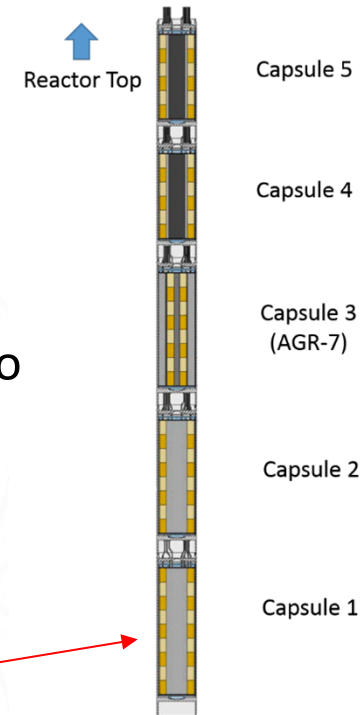 Reactor Top
Capsule 5
Capsule 4
Capsule 3
(AGR-7)
o
Capsule 2
Capsule 1